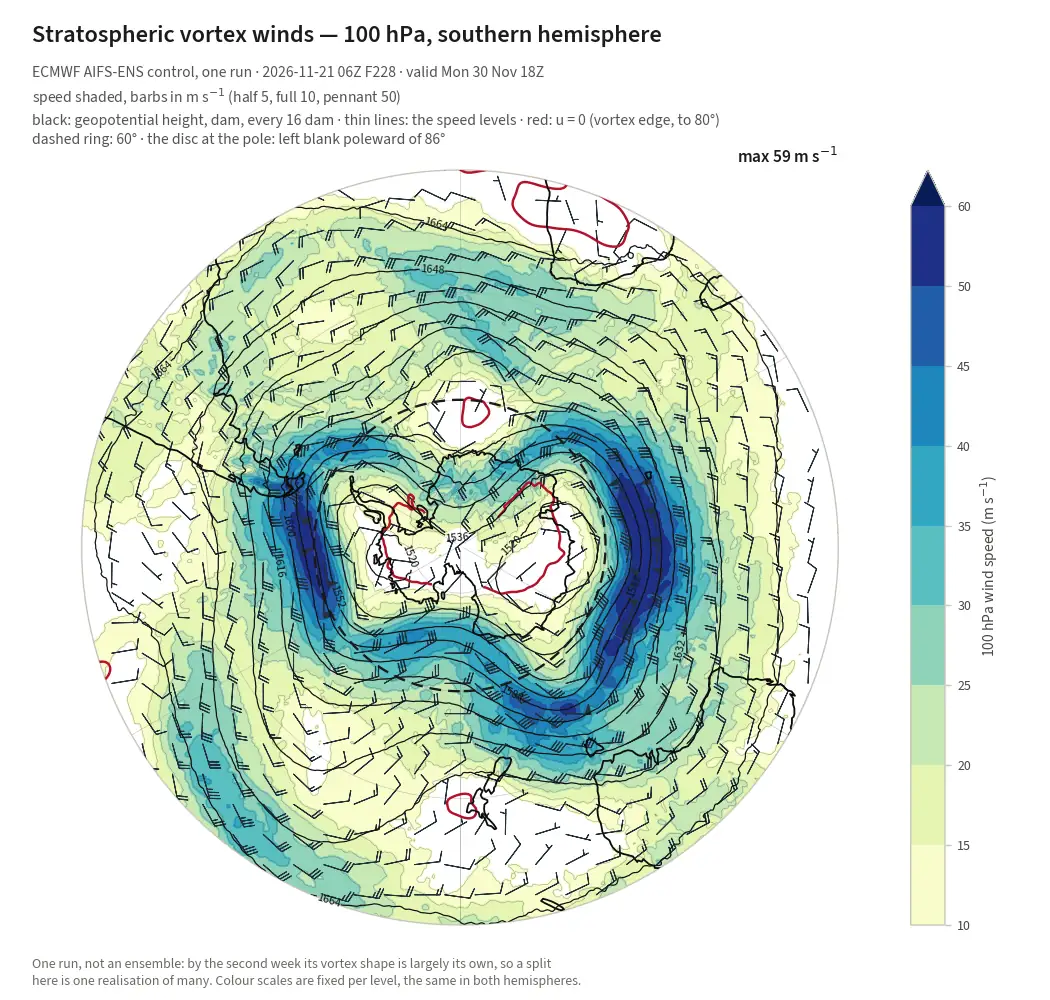 Stratospheric vortex winds — 100 hPa, southern hemisphere
ECMWF AIFS-ENS control, one run · 2026-11-21 06Z F228 · valid Mon 30 Nov 18Z
speed shaded, barbs in m s⁻¹ (half 5, full 10, pennant 50)
black: geopotential height, dam, every 16 dam · thin lines: the speed levels · red: u = 0 (vortex edge, to 80°)
dashed ring: 60° · the disc at the pole: left blank poleward of 86°
max 59 m s⁻¹
1664
1648
1664
1536
1520
1520
1616
1552
1632
1664
60
50
45
40
35
30
25
20
15
10
100 hPa wind speed (m s⁻¹)
One run, not an ensemble: by the second week its vortex shape is largely its own, so a split
here is one realisation of many. Colour scales are fixed per level, the same in both hemispheres.